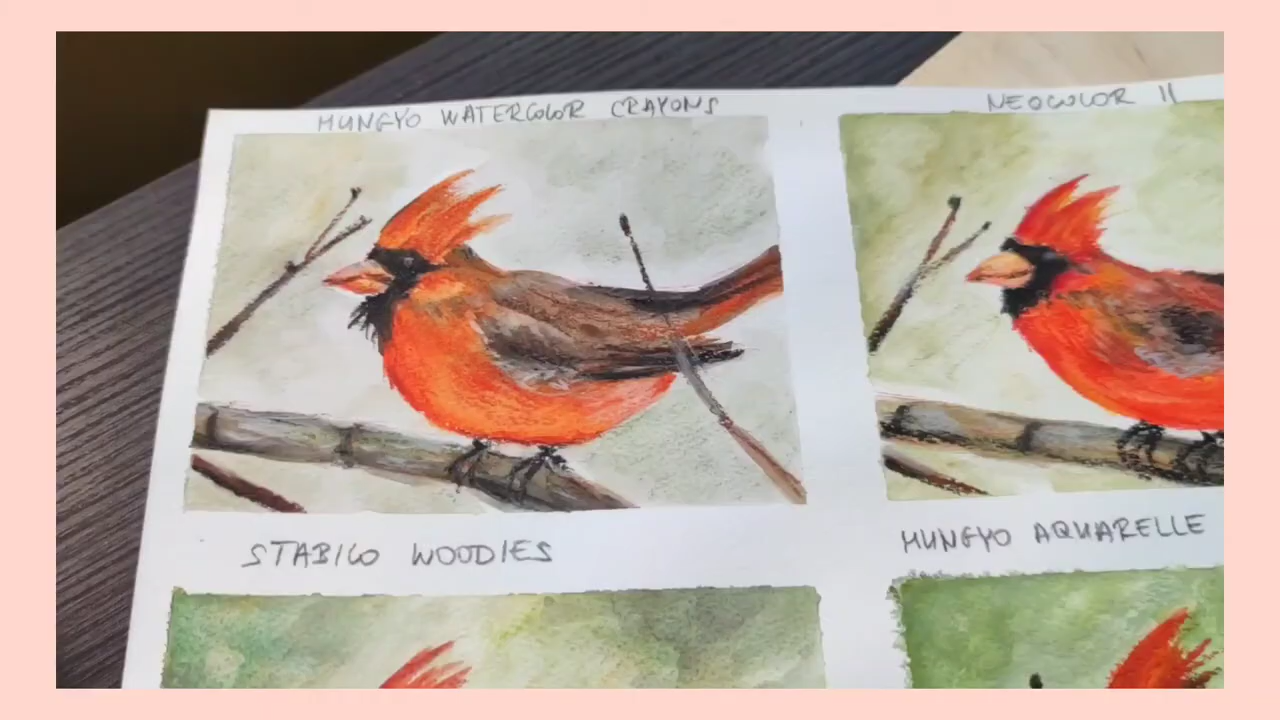 MUNGYO WATERCOLOR CRAYONS
NEOCOLOR II
STABILO WOODIES
MUNGYO AQUARELLE